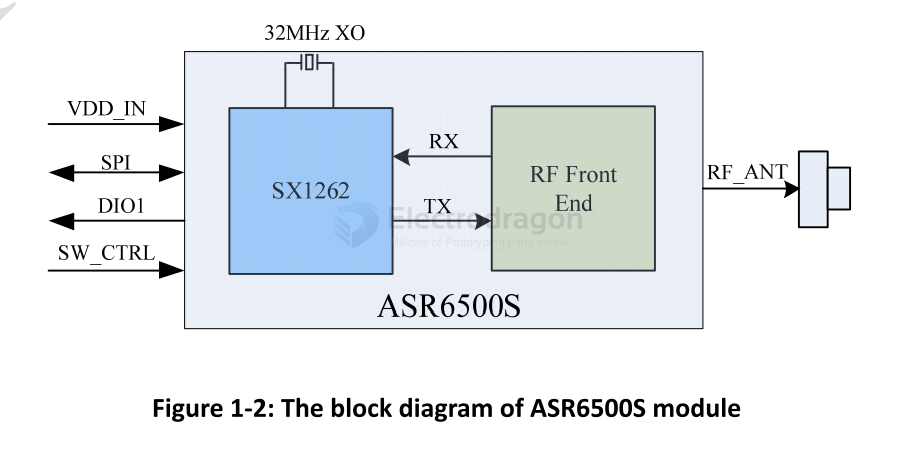 32MHz XO
VDD_IN
SPI
DIO1
SW_CTRL
SX1262
RX
TX
RF Front
End
RF_ANT
Electrodragon
Millions of Prototyping parts online!
ASR6500S
Figure 1-2: The block diagram of ASR6500S module